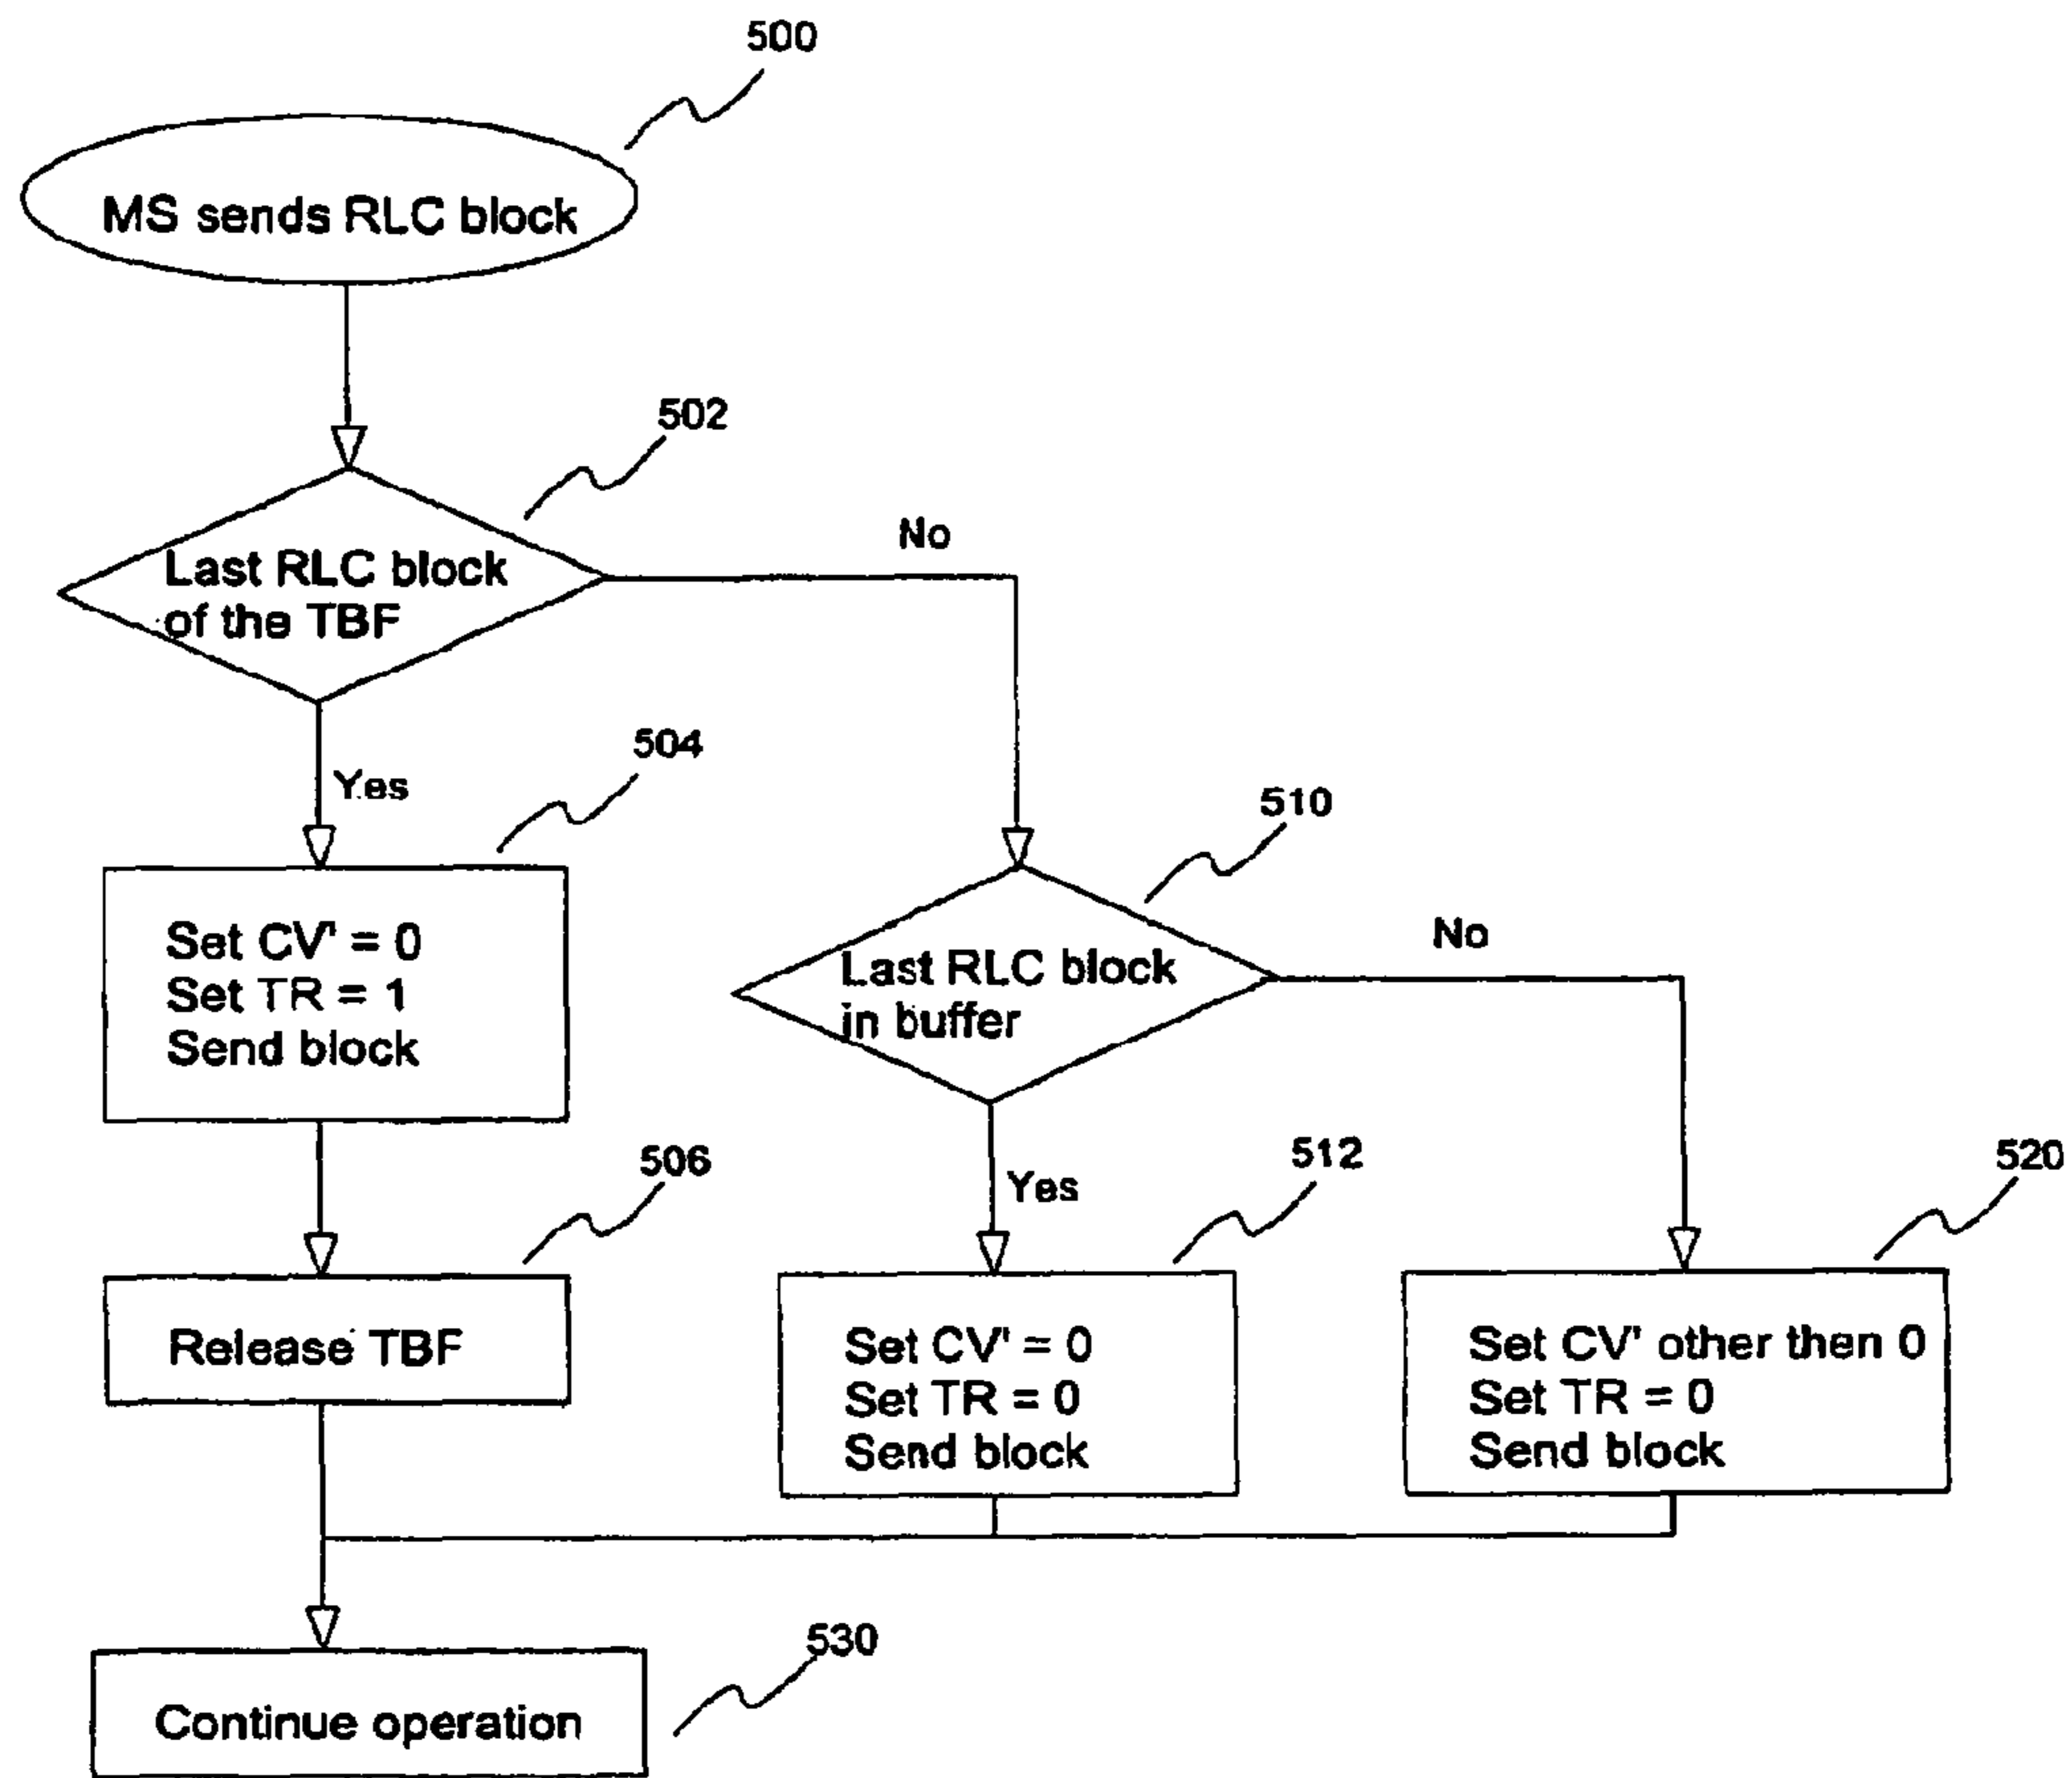 500
MS sends RLC block
502
Last RLC block
of the TBF
No
Yes
504
Set CV' = 0
Set TR = 1
Send block
510
Last RLC block
in buffer
No
Yes
506
Release TBF
512
Set CV' = 0
Set TR = 0
Send block
520
Set CV' other then 0
Set TR = 0
Send block
530
Continue operation